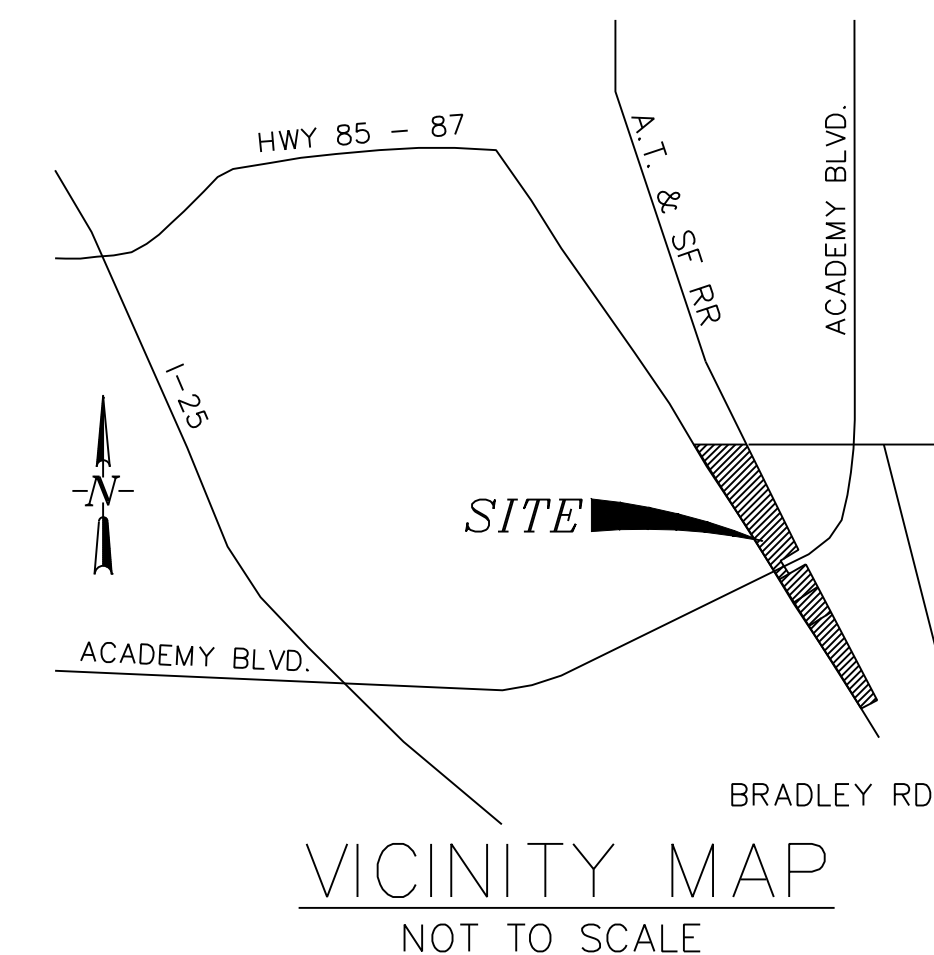 HWY 85 - 87
A.T. & SF RR
ACADEMY BLVD.
I-25
-N-
SITE
ACADEMY BLVD.
BRADLEY RD
VICINITY MAP
NOT TO SCALE